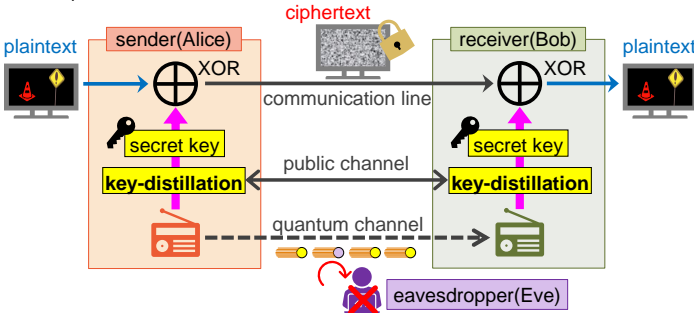 ciphertext
sender(Alice)
receiver(Bob)
plaintext
plaintext
XOR
XOR
communication line
secret key
secret key
public channel
key-distillation
key-distillation
quantum channel
eavesdropper(Eve)